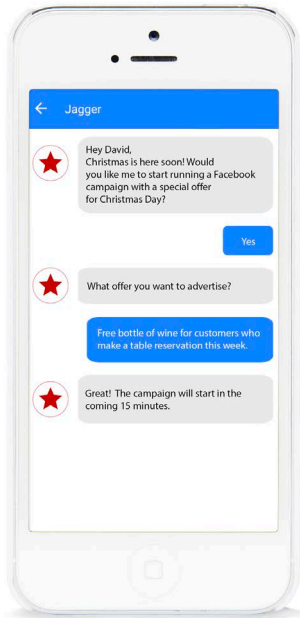 Jagger
Hey David,
Christmas is here soon! Would
you like me to start running a Facebook
campaign with a special offer
for Christmas Day?
Yes
What offer you want to advertise?
Free bottle of wine for customers who
make a table reservation this week.
Great! The campaign will start in the
coming 15 minutes.